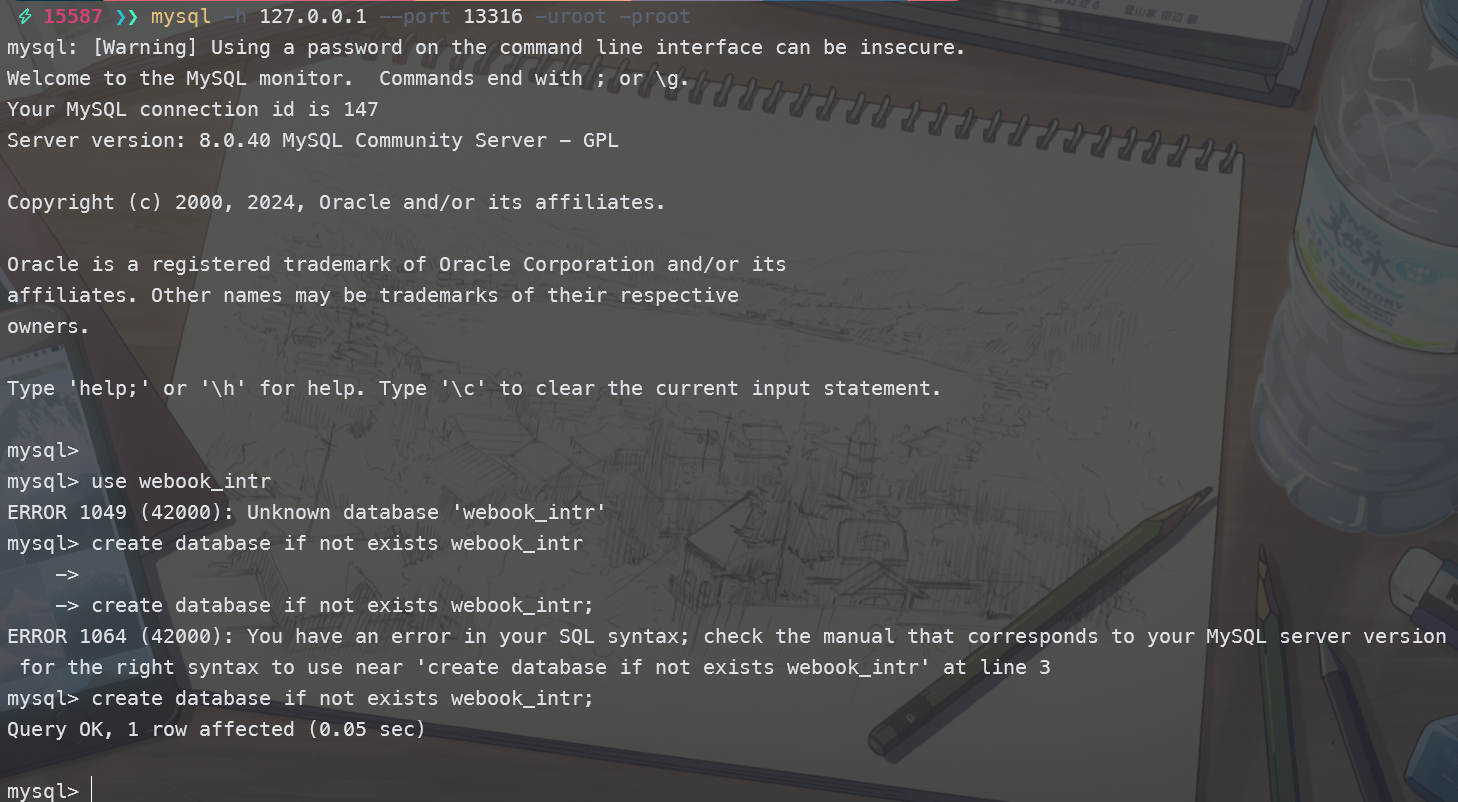 15587 ❯❯ mysql -h 127.0.0.1 --port 13316 -uroot -proot
mysql: [Warning] Using a password on the command line interface can be insecure.
Welcome to the MySQL monitor.  Commands end with ; or \g.
Your MySQL connection id is 147
Server version: 8.0.40 MySQL Community Server - GPL
Copyright (c) 2000, 2024, Oracle and/or its affiliates.
Oracle is a registered trademark of Oracle Corporation and/or its
affiliates. Other names may be trademarks of their respective
owners.
Type 'help;' or '\h' for help. Type '\c' to clear the current input statement.
mysql>
mysql> use webook_intr
ERROR 1049 (42000): Unknown database 'webook_intr'
mysql> create database if not exists webook_intr
    ->
    -> create database if not exists webook_intr;
ERROR 1064 (42000): You have an error in your SQL syntax; check the manual that corresponds to your MySQL server version
 for the right syntax to use near 'create database if not exists webook_intr' at line 3
mysql> create database if not exists webook_intr;
Query OK, 1 row affected (0.05 sec)
mysql>
SUNTORY